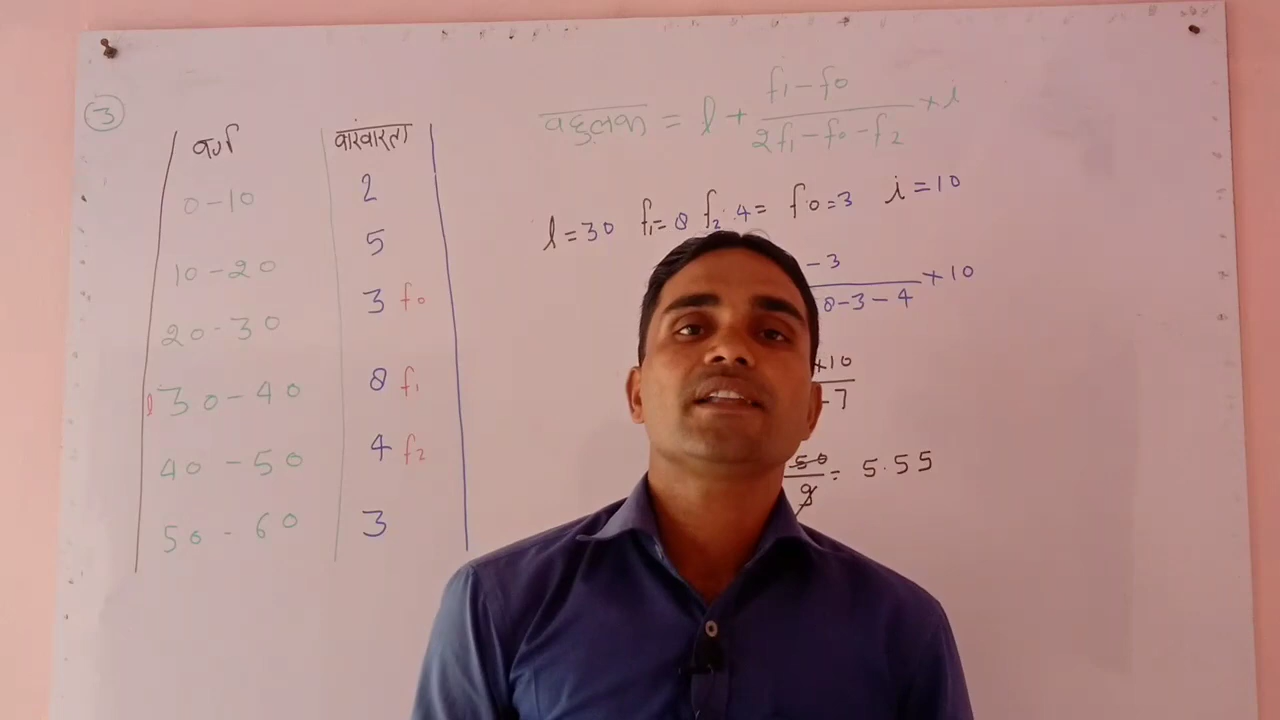 3
वर्ग वारंवारता
0-10 2
10-20 5
20-30 3 f0
l 30-40 8 f1
40-50 4 f2
50-60 3
बहुलक = l + f1-f0 / 2f1-f0-f2 × i
l=30 f1=8 f2:4= f0=3 i=10
-3 / 8-3-4 ×10
×10 / -7
50 / 9 = 5.55